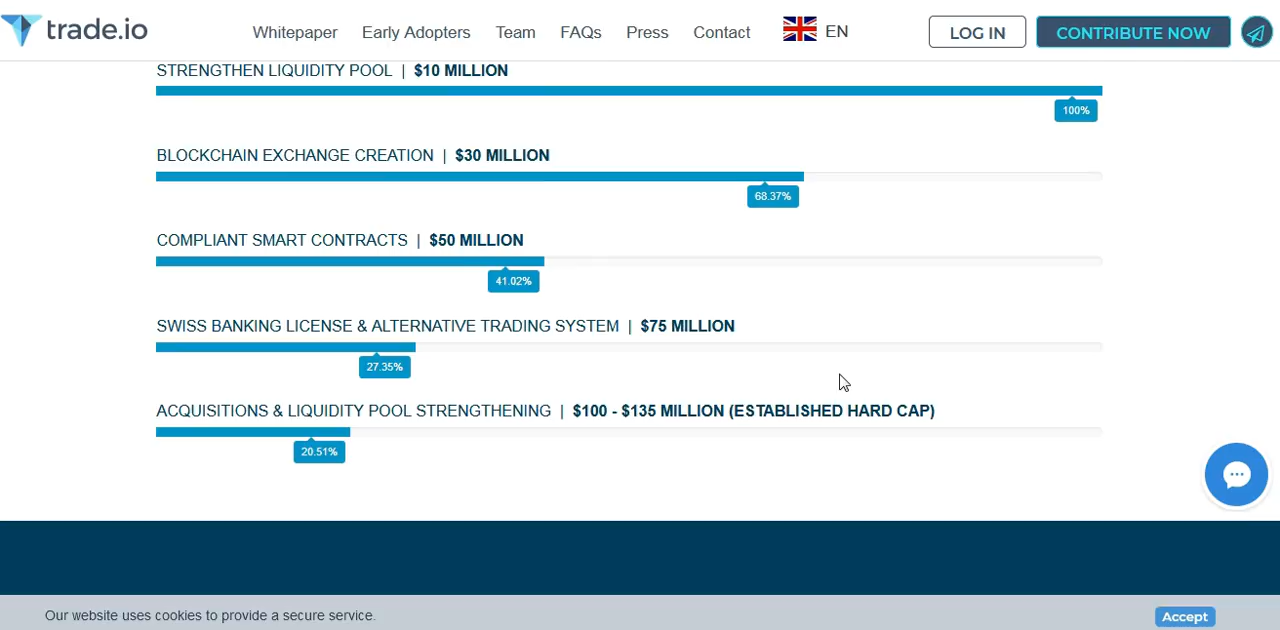 trade.io Whitepaper Early Adopters Team FAQs Press Contact EN LOG IN CONTRIBUTE NOW
STRENGTHEN LIQUIDITY POOL | $10 MILLION
100%
BLOCKCHAIN EXCHANGE CREATION | $30 MILLION
68.37%
COMPLIANT SMART CONTRACTS | $50 MILLION
41.02%
SWISS BANKING LICENSE & ALTERNATIVE TRADING SYSTEM | $75 MILLION
27.35%
ACQUISITIONS & LIQUIDITY POOL STRENGTHENING | $100 - $135 MILLION (ESTABLISHED HARD CAP)
20.51%
Our website uses cookies to provide a secure service. Accept